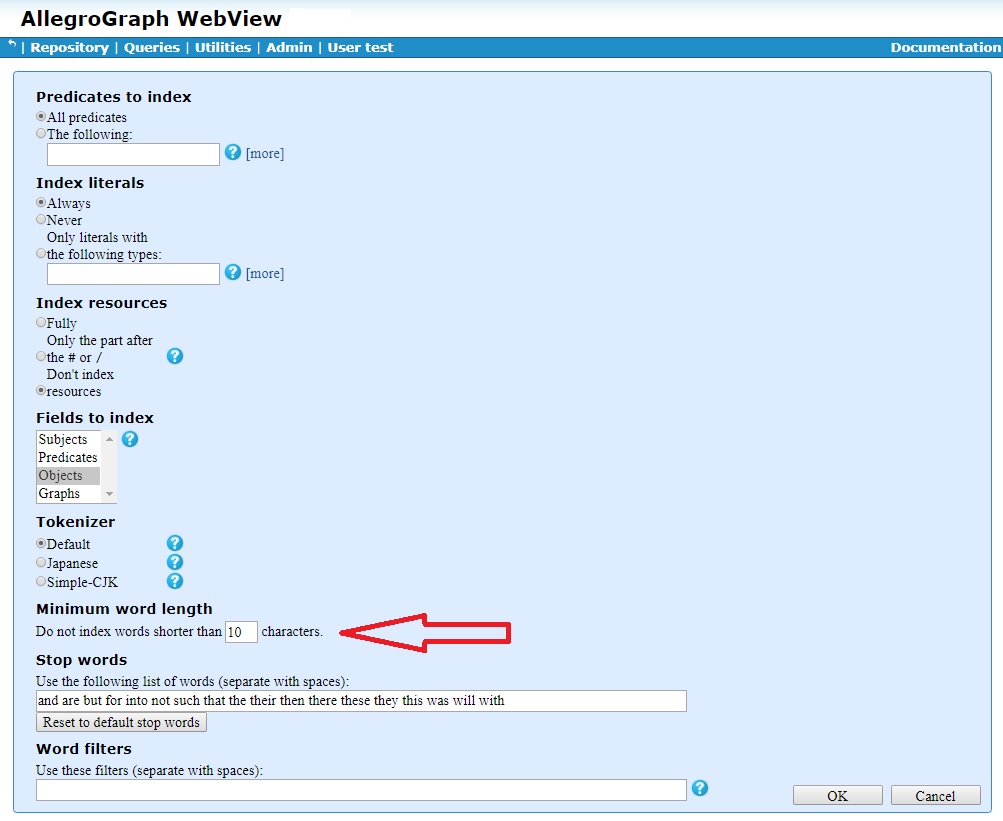 AllegroGraph WebView
| Repository | Queries | Utilities | Admin | User test Documentation
Predicates to index
All predicates
The following:
? [more]
Index literals
Always
Never
Only literals with
the following types:
? [more]
Index resources
Fully
Only the part after
the # or / ?
Don't index
resources
Fields to index
Subjects ?
Predicates
Objects
Graphs
Tokenizer
Default ?
Japanese ?
Simple-CJK ?
Minimum word length
Do not index words shorter than 10 characters.
Stop words
Use the following list of words (separate with spaces):
and are but for into not such that the their then there these they this was will with
Reset to default stop words
Word filters
Use these filters (separate with spaces):
?
OK Cancel